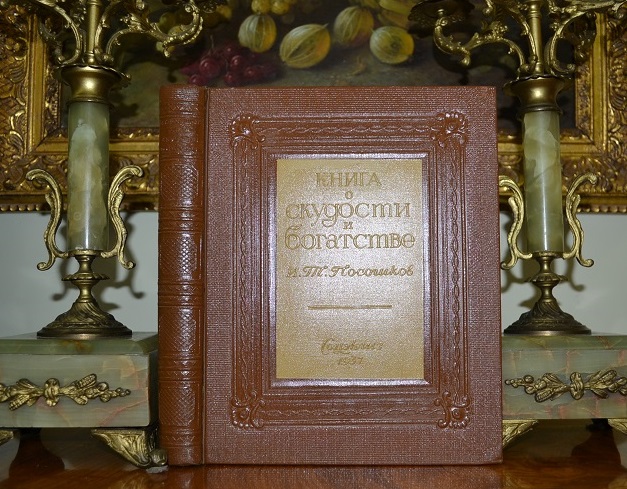 КНИГА
о
скудости
и
богатстве
И. Т. Посошков
Соцэкгиз
1937